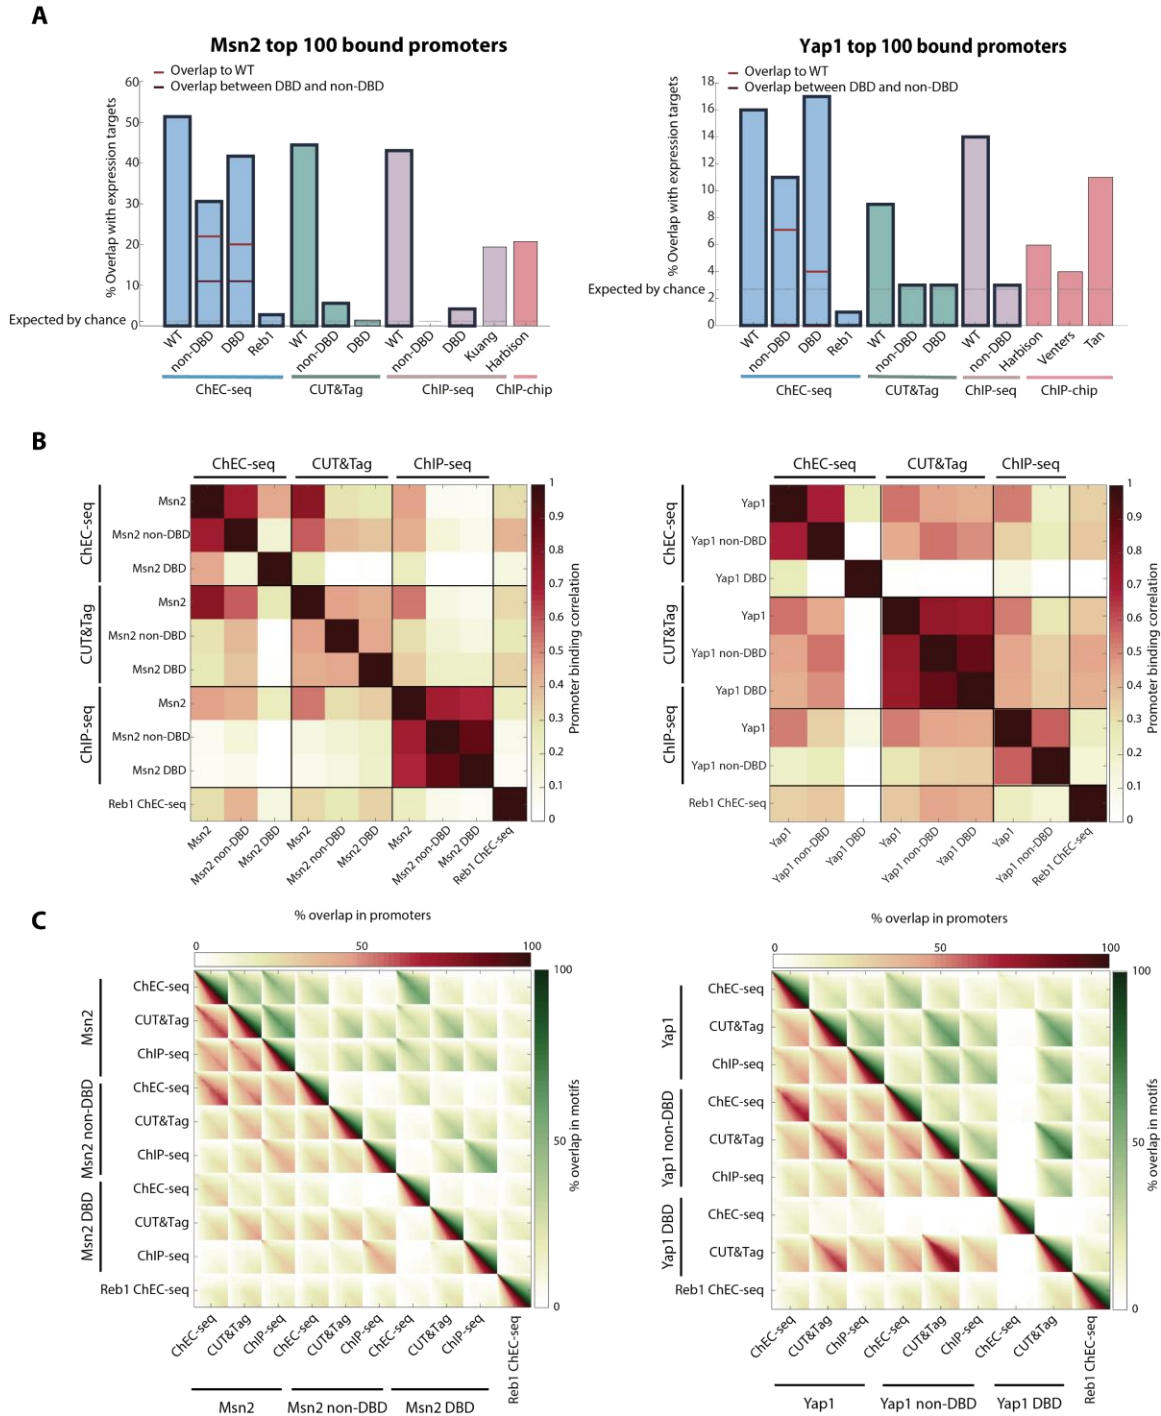 A
Msn2 top 100 bound promoters
Overlap to WT
Overlap between DBD and non-DBD
% Overlap with expression targets
60
50
40
30
20
10
0
Expected by chance
WT
non-DBD
DBD
Reb1
WT
non-DBD
DBD
WT
non-DBD
DBD
Kuang
Harbison
ChEC-seq
CUT&Tag
ChIP-seq
ChIP-chip
Yap1 top 100 bound promoters
Overlap to WT
Overlap between DBD and non-DBD
% Overlap with expression targets
18
16
14
12
10
8
6
4
2
0
Expected by chance
WT
non-DBD
DBD
Reb1
WT
non-DBD
DBD
WT
non-DBD
Harbison
Venters
Tan
ChEC-seq
CUT&Tag
ChIP-seq
ChIP-chip
B
ChEC-seq
CUT&Tag
ChIP-seq
ChEC-seq
CUT&Tag
ChIP-seq
Msn2
Msn2 non-DBD
Msn2 DBD
Msn2
Msn2 non-DBD
Msn2 DBD
Msn2
Msn2 non-DBD
Msn2 DBD
Reb1 ChEC-seq
Msn2
Msn2 non-DBD
Msn2 DBD
Msn2
Msn2 non-DBD
Msn2 DBD
Msn2
Msn2 non-DBD
Msn2 DBD
Reb1 ChEC-seq
1
0.9
0.8
0.7
0.6
0.5
0.4
0.3
0.2
0.1
0
Promoter binding correlation
ChEC-seq
CUT&Tag
ChIP-seq
ChEC-seq
CUT&Tag
ChIP-seq
Yap1
Yap1 non-DBD
Yap1 DBD
Yap1
Yap1 non-DBD
Yap1 DBD
Yap1
Yap1 non-DBD
Reb1 ChEC-seq
Yap1
Yap1 non-DBD
Yap1 DBD
Yap1
Yap1 non-DBD
Yap1 DBD
Yap1
Yap1 non-DBD
Reb1 ChEC-seq
1
0.9
0.8
0.7
0.6
0.5
0.4
0.3
0.2
0.1
0
Promoter binding correlation
C
% overlap in promoters
0
50
100
Msn2
Msn2 non-DBD
Msn2 DBD
ChEC-seq
CUT&Tag
ChIP-seq
ChEC-seq
CUT&Tag
ChIP-seq
ChEC-seq
CUT&Tag
ChIP-seq
Reb1 ChEC-seq
100
50
0
% overlap in motifs
ChEC-seq
CUT&Tag
ChIP-seq
ChEC-seq
CUT&Tag
ChIP-seq
ChEC-seq
CUT&Tag
ChIP-seq
Reb1 ChEC-seq
Msn2
Msn2 non-DBD
Msn2 DBD
% overlap in promoters
0
50
100
Yap1
Yap1 non-DBD
Yap1 DBD
ChEC-seq
CUT&Tag
ChIP-seq
ChEC-seq
CUT&Tag
ChIP-seq
ChEC-seq
CUT&Tag
Reb1 ChEC-seq
100
50
0
% overlap in motifs
ChEC-seq
CUT&Tag
ChIP-seq
ChEC-seq
CUT&Tag
ChIP-seq
ChEC-seq
CUT&Tag
Reb1 ChEC-seq
Yap1
Yap1 non-DBD
Yap1 DBD